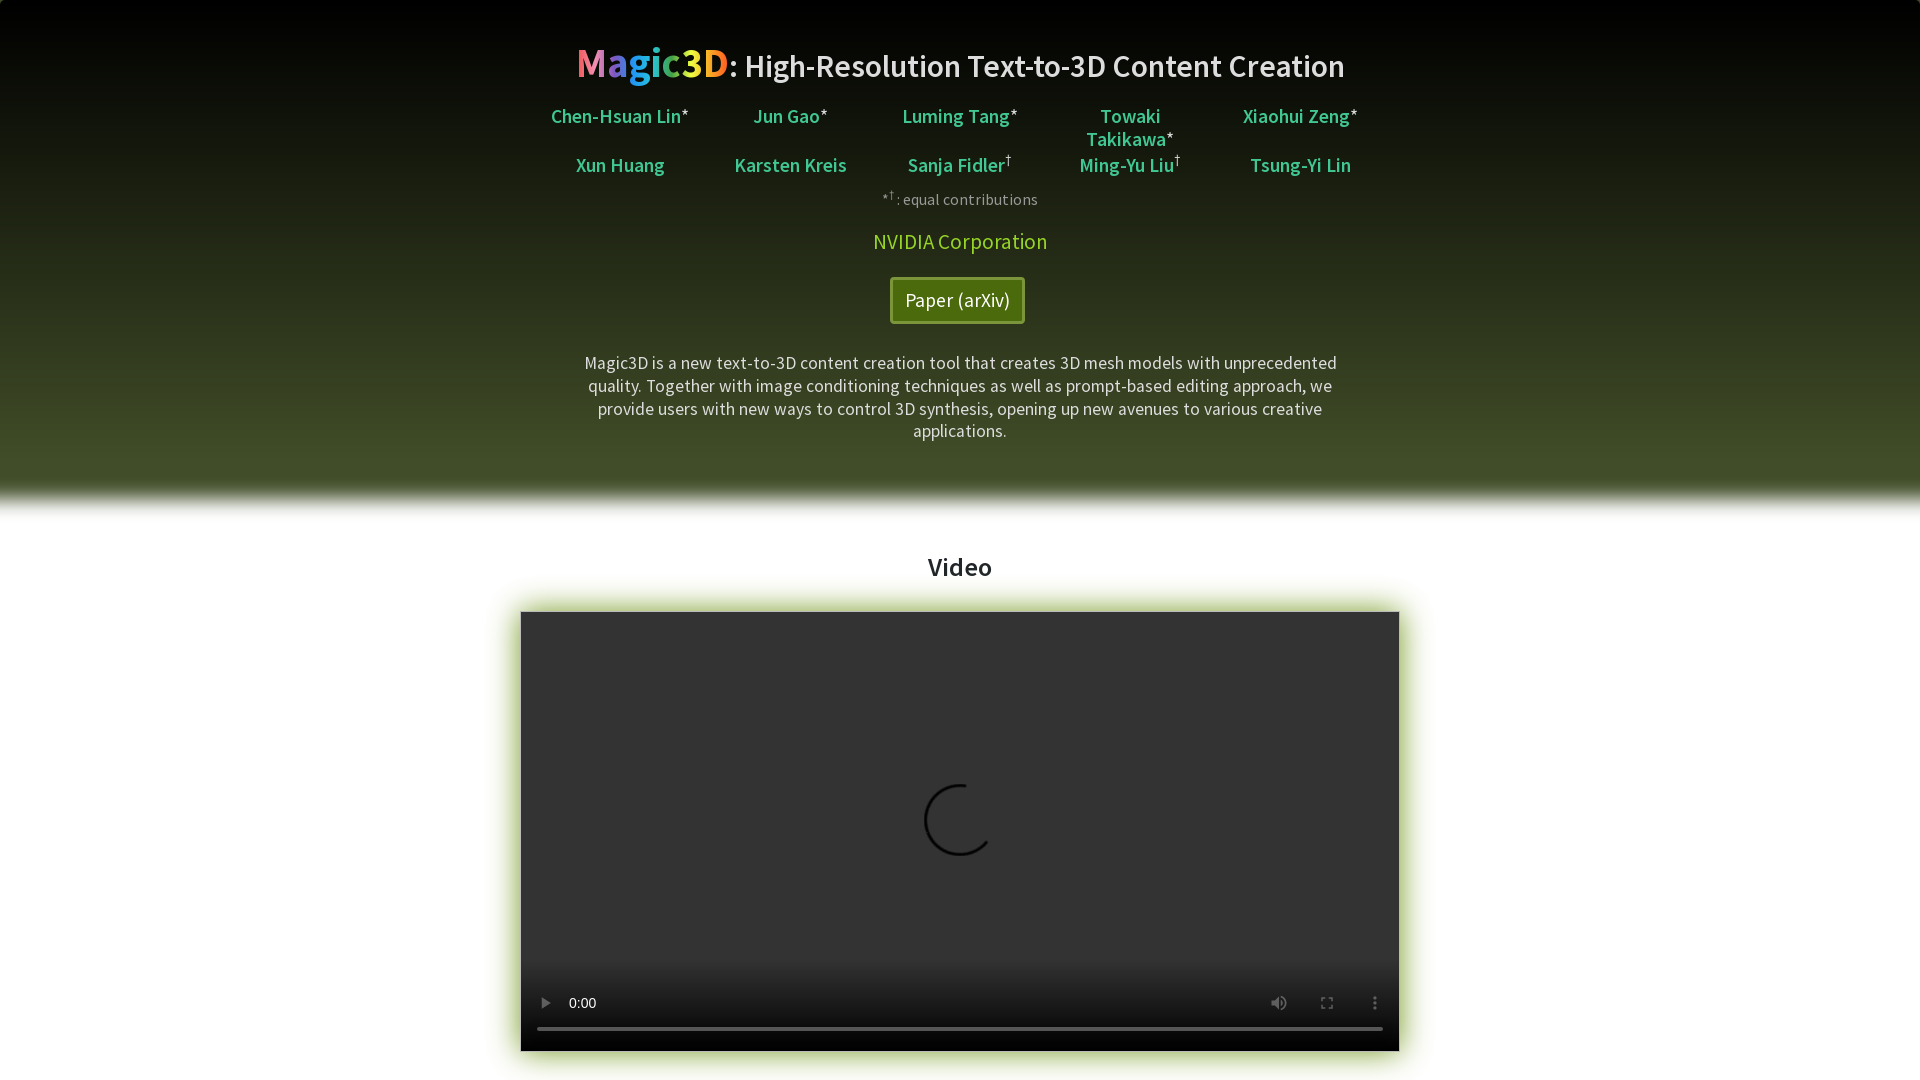 Magic3D: High-Resolution Text-to-3D Content Creation
Chen-Hsuan Lin* Jun Gao* Luming Tang* Towaki Takikawa* Xiaohui Zeng*
Xun Huang Karsten Kreis Sanja Fidler† Ming-Yu Liu† Tsung-Yi Lin
*† : equal contributions
NVIDIA Corporation
Paper (arXiv)
Magic3D is a new text-to-3D content creation tool that creates 3D mesh models with unprecedented
quality. Together with image conditioning techniques as well as prompt-based editing approach, we
provide users with new ways to control 3D synthesis, opening up new avenues to various creative
applications.
Video
0:00